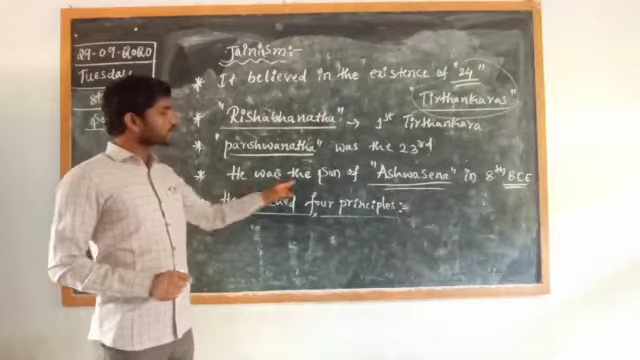 29-09-2020
Tuesday
8th
Jainism:-
* It believed in the existence of "24"
"Tirthankaras"
* "Rishabhanatha" → 1st Tirthankara
* "parshwanatha" was the 23rd
* He was the son of "Ashwasena" in 8th BCE
four principles:-